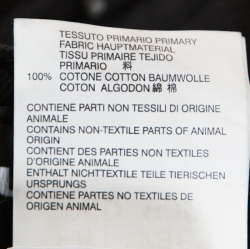 TESSUTO PRIMARIO PRIMARY
FABRIC HAUPTMATERIAL
TISSU PRIMAIRE TEJIDO
PRIMARIO 料
100% COTONE COTTON BAUMWOLLE
COTON ALGODON 綿 棉
CONTIENE PARTI NON TESSILI DI ORIGINE
ANIMALE
CONTAINS NON-TEXTILE PARTS OF ANIMAL
ORIGIN
CONTIENT DES PARTIES NON TEXTILES
D'ORIGINE ANIMALE
ENTHALT NICHTTEXTILE TEILE TIERISCHEN
URSPRUNGS
CONTIENE PARTES NO TEXTILES DE
ORIGEN ANIMAL